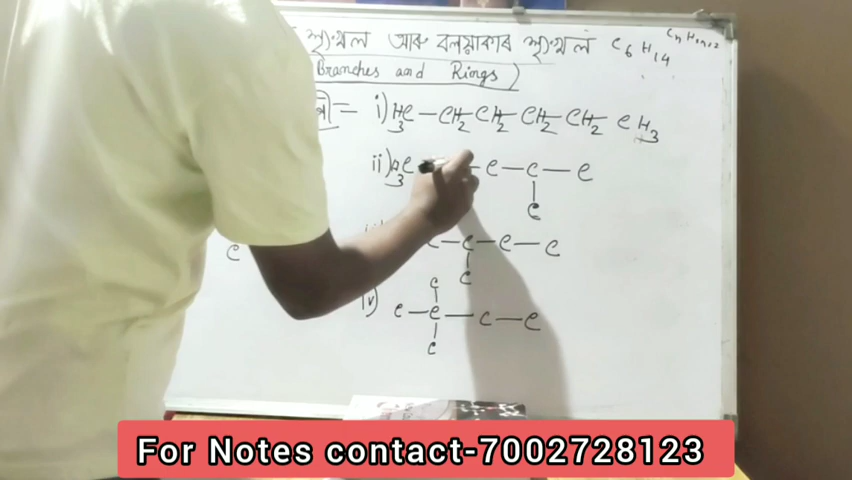 শৃংখল আৰু বলয়াকাৰ শৃংখল C6H14 CnH2n+2
Branches and Rings)
= i) H3C — CH2 CH2 CH2 CH2 CH3
ii) H3C — C — C — C
C
C
C — C — C — C
C
C
iv) C — C — C — C
C
For Notes contact-7002728123